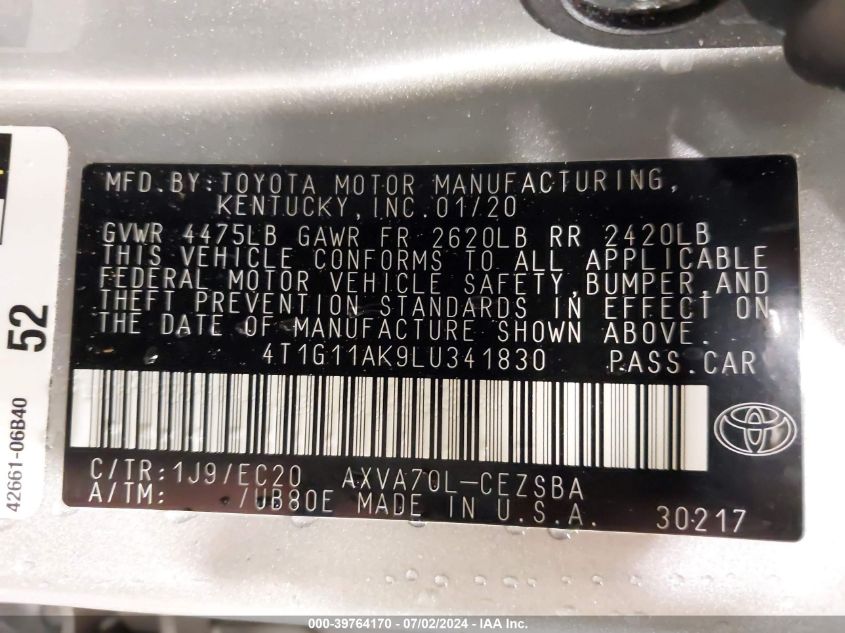 MFD.BY:TOYOTA MOTOR MANUFACTURING,
KENTUCKY,INC.01/20
GVWR 4475LB GAWR FR 2620LB RR 2420LB
THIS VEHICLE CONFORMS TO ALL APPLICABLE
FEDERAL MOTOR VEHICLE SAFETY,BUMPER,AND
THEFT PREVENTION STANDARDS IN EFFECT ON
THE DATE OF MANUFACTURE SHOWN ABOVE.
4T1G11AK9LU341830 PASS.CAR
C/TR:1J9/EC20 AXVA70L-CEZSBA
A/TM: /UB80E MADE IN U.S.A. 30217
52
42661-06B40
000-39764170 - 07/02/2024 - IAA Inc.